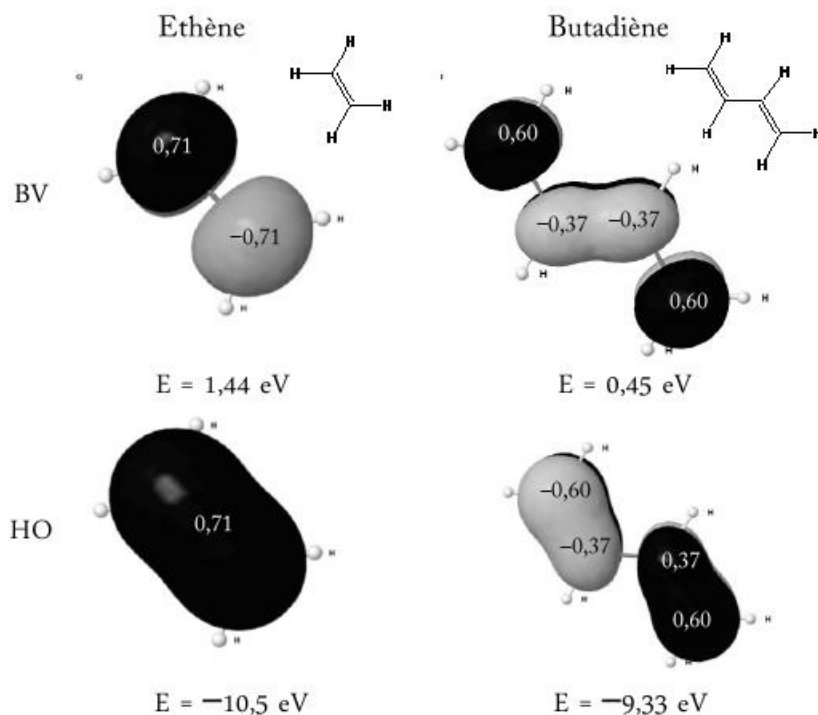 Ethène
Butadiène
H
H
H
H
H
H
H
H
H
H
BV
0,71
−0,71
H
H
H
0,60
−0,37
−0,37
0,60
H
H
H
H
H
H
E = 1,44 eV
E = 0,45 eV
HO
0,71
H
H
H
−0,60
−0,37
0,37
0,60
H
H
H
H
H
E = −10,5 eV
E = −9,33 eV